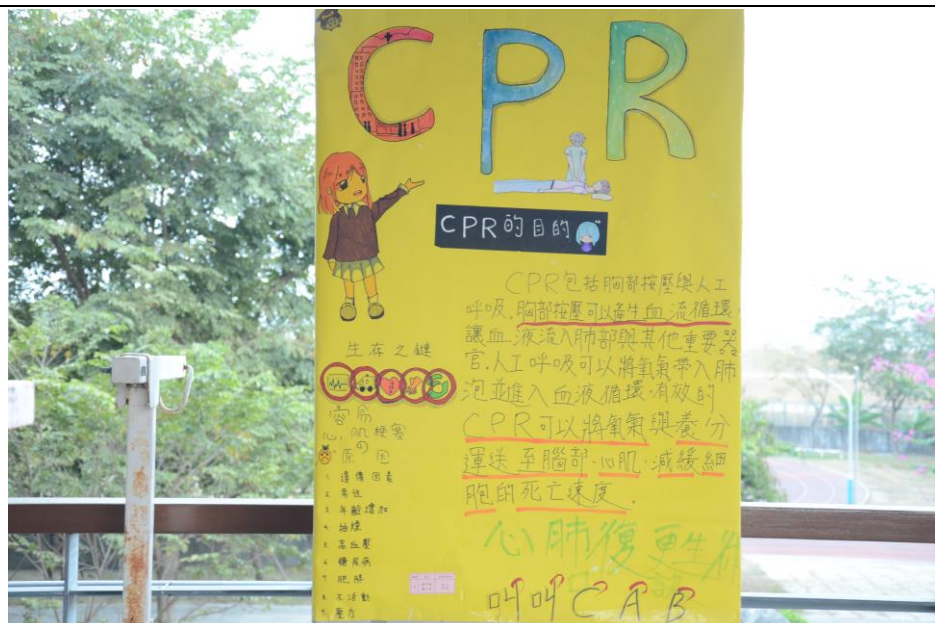 CPR
CPR的目的
CPR包括胸部按壓與人工
呼吸.胸部按壓可以產生血流循環
讓血液流入肺部與其他重要器
官.人工呼吸可以將氧氣帶入肺
泡並進入血液循環.有效的
CPR可以將氧氣與養分
運送至腦部.心肌.減緩細
胞的死亡速度.
生存之鏈
容易
心肌梗塞
の
原因
1. 遺傳因素
2. 男性
3. 年齡增加
4. 抽煙
5. 高血壓
6. 糖尿病
7. 肥胖
8. 不活動
9. 壓力
心肺復甦術
叫叫CAB